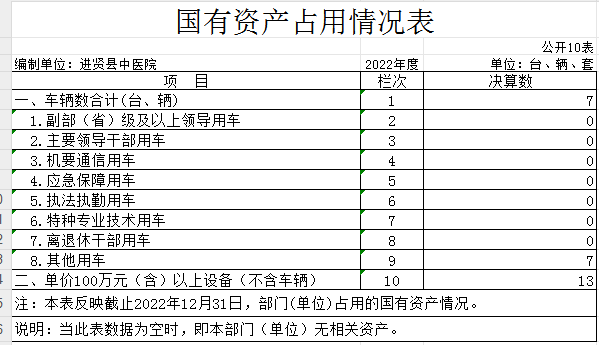 国有资产占用情况表
公开10表
编制单位：进贤县中医院 2022年度 单位：台、辆、套
项 目 栏次 决算数
一、车辆数合计(台、辆) 1 7
1.副部（省）级及以上领导用车 2 0
2.主要领导干部用车 3 0
3.机要通信用车 4 0
4.应急保障用车 5 0
5.执法执勤用车 6 0
6.特种专业技术用车 7 0
7.离退休干部用车 8 0
8.其他用车 9 7
二、单价100万元（含）以上设备（不含车辆） 10 13
注：本表反映截止2022年12月31日，部门(单位)占用的国有资产情况。
说明：当此表数据为空时，即本部门（单位）无相关资产。